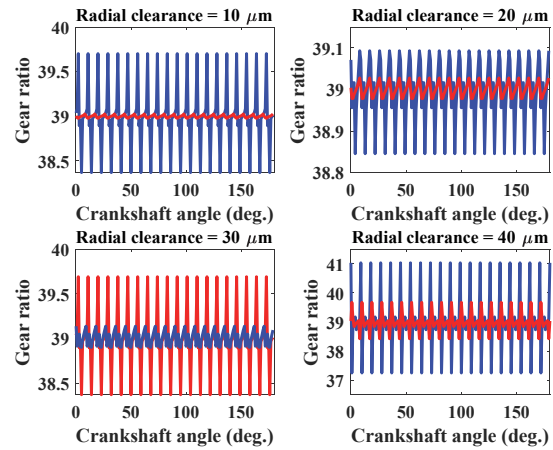 Radial clearance = 10 μm
Gear ratio
40
39.5
39
38.5
0 50 100 150
Crankshaft angle (deg.)
Radial clearance = 20 μm
Gear ratio
39.1
39
38.9
38.8
0 50 100 150
Crankshaft angle (deg.)
Radial clearance = 30 μm
Gear ratio
40
39.5
39
38.5
0 50 100 150
Crankshaft angle (deg.)
Radial clearance = 40 μm
Gear ratio
41
40
39
38
37
0 50 100 150
Crankshaft angle (deg.)